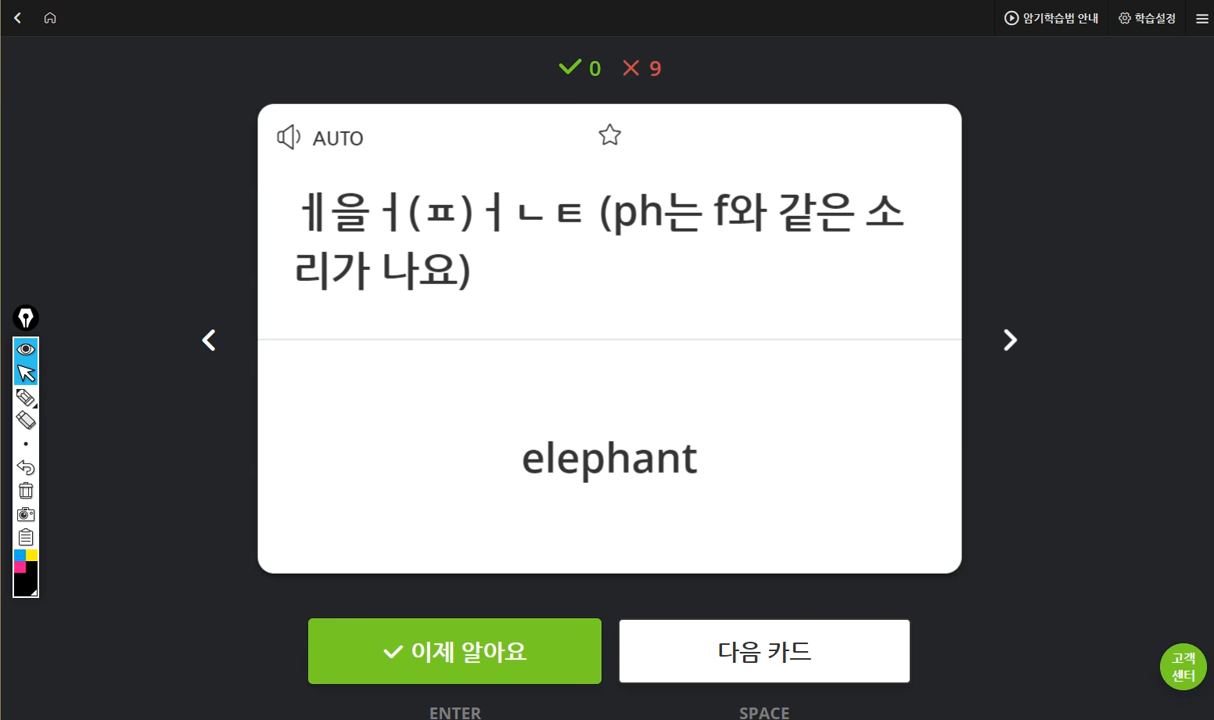 암기학습법 안내
학습설정
0
9
AUTO
ㅔ을ㅓ(ㅍ)ㅓㄴㅌ (ph는 f와 같은 소
리가 나요)
elephant
이제 알아요
다음 카드
고객
센터
ENTER
SPACE